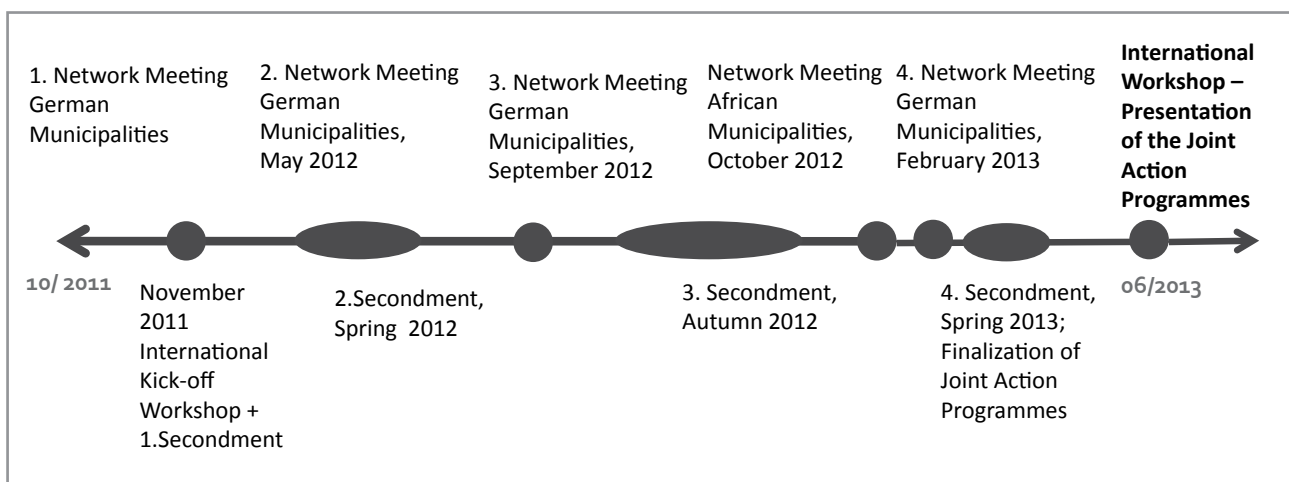 1. Network Meeting
German
Municipalities
2. Network Meeting
German
Municipalities,
May 2012
3. Network Meeting
German
Municipalities,
September 2012
Network Meeting
African
Municipalities,
October 2012
4. Network Meeting
German
Municipalities,
February 2013
International
Workshop –
Presentation
of the Joint
Action
Programmes
10/ 2011
November
2011
International
Kick-off
Workshop +
1.Secondment
2.Secondment,
Spring  2012
3. Secondment,
Autumn 2012
4. Secondment,
Spring 2013;
Finalization of
Joint Action
Programmes
06/2013